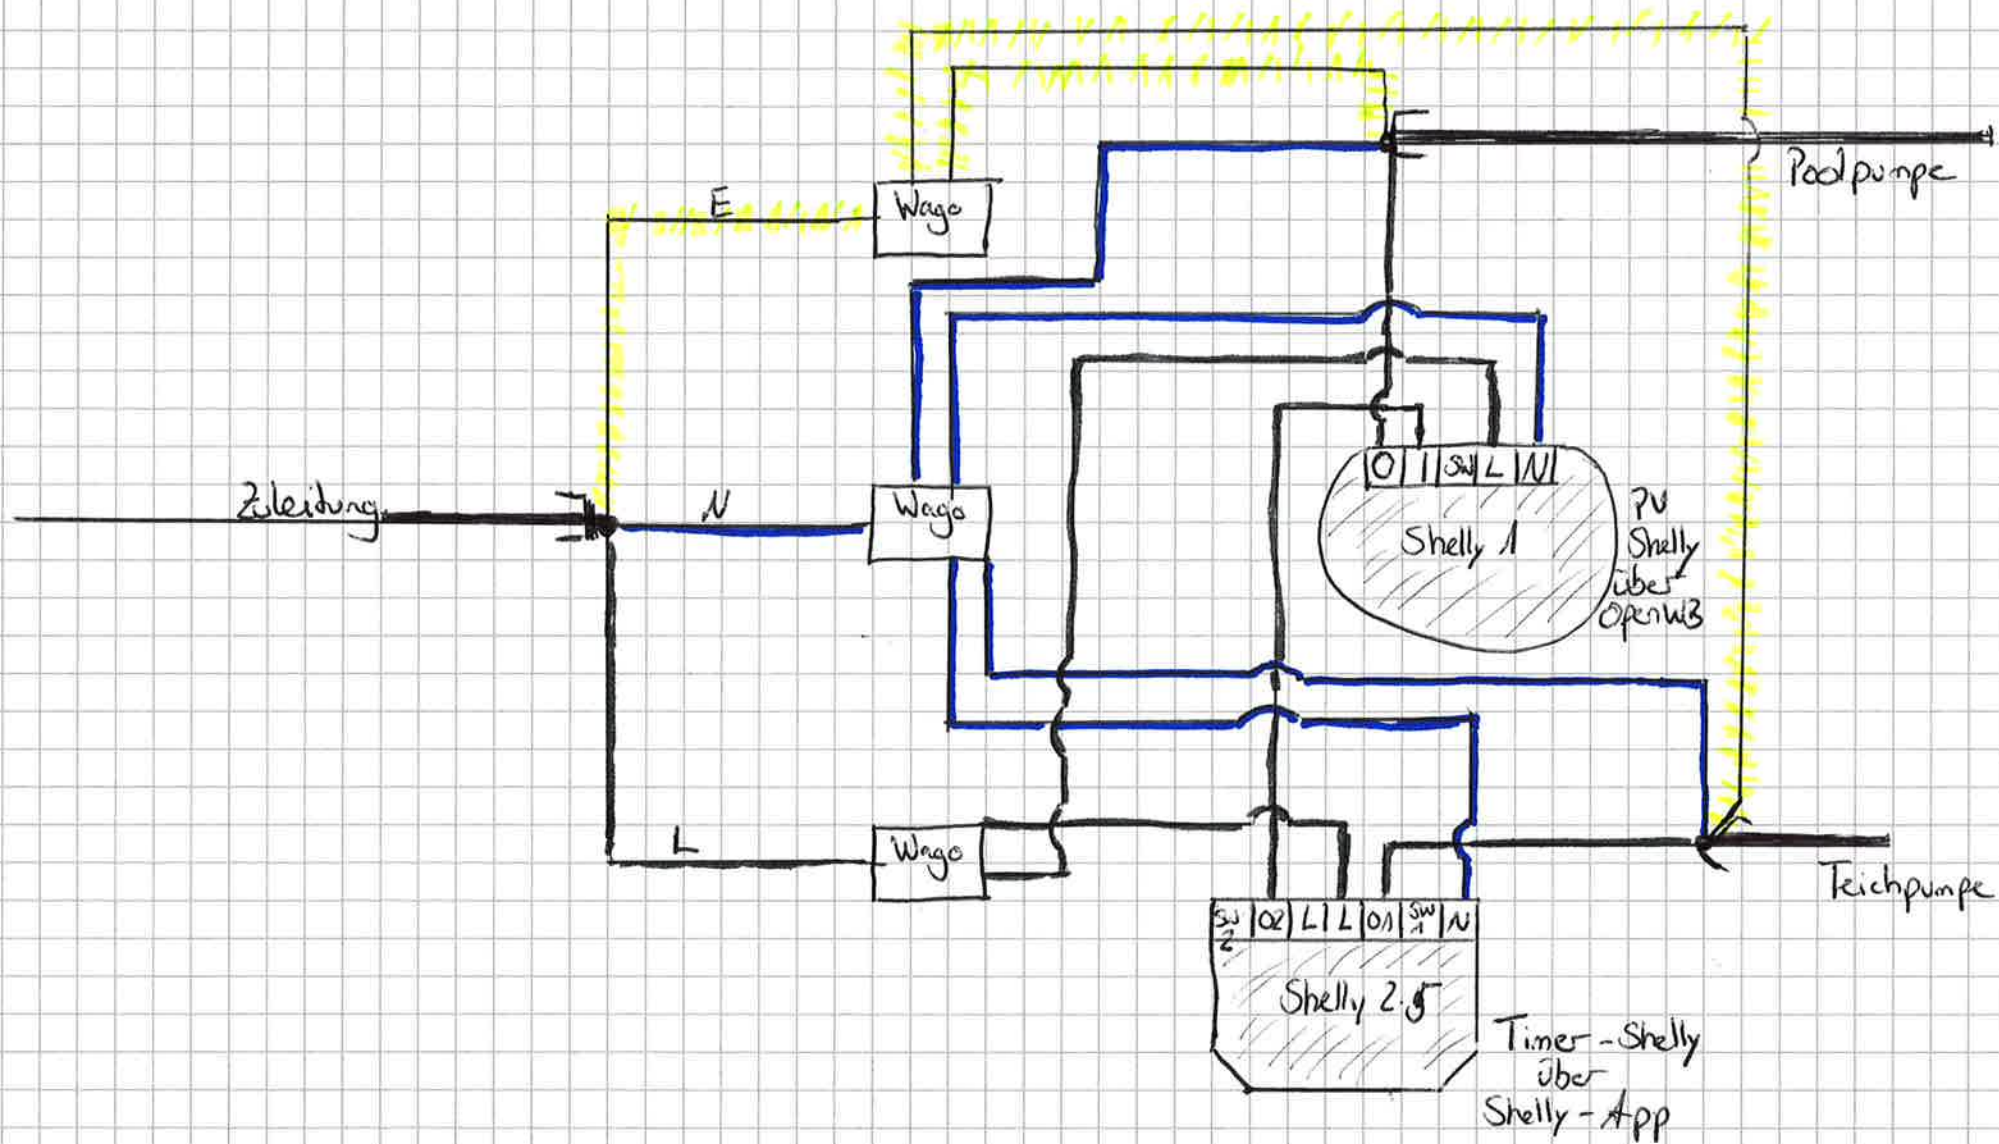 E
Wago
Poolpumpe
Zuleitung
N
Wago
O I SW L N
Shelly 1
PV
Shelly
über
OpenWB
L
Wago
Teichpumpe
SW
2
O2 L L O1
SW
1
N
Shelly 2.5
Timer-Shelly
über
Shelly-App